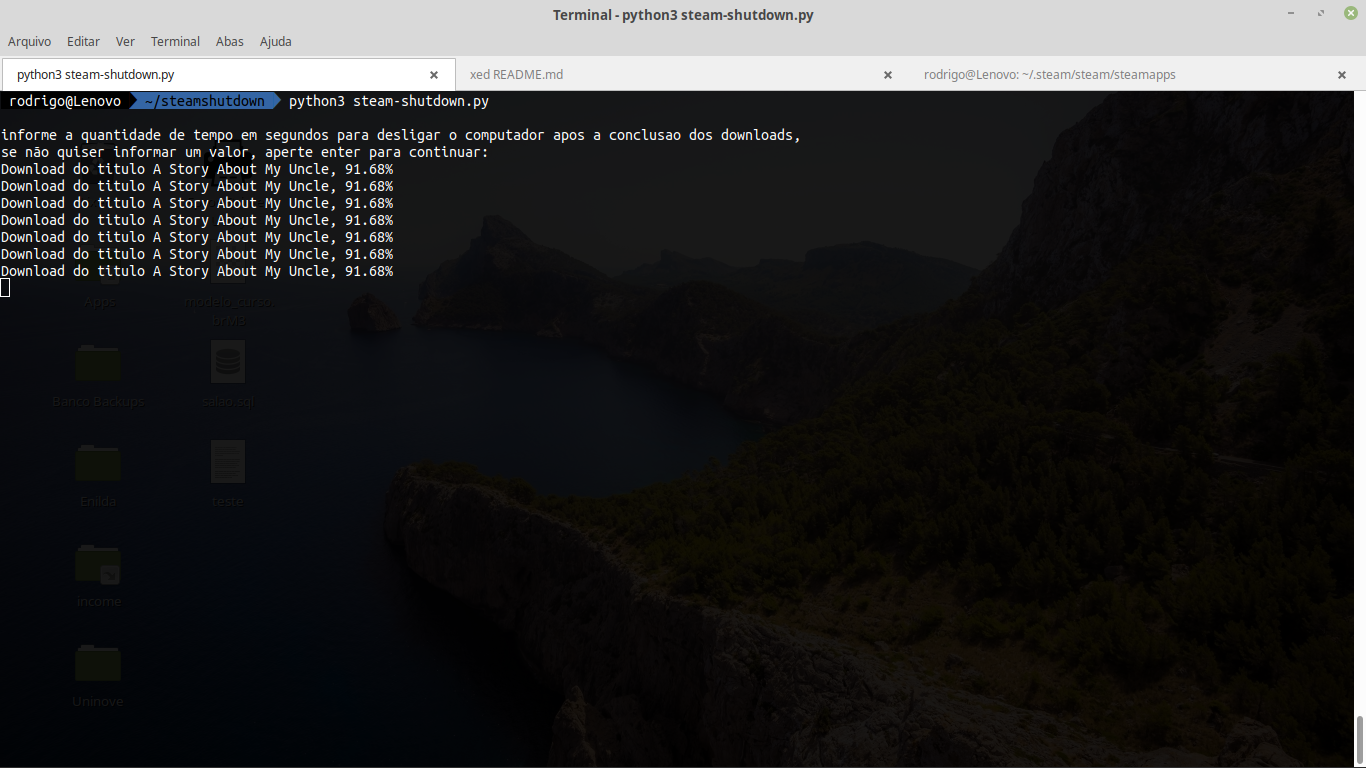 Terminal - python3 steam-shutdown.py
Arquivo Editar Ver Terminal Abas Ajuda
python3 steam-shutdown.py xed README.md rodrigo@Lenovo: ~/.steam/steam/steamapps
rodrigo@Lenovo ~/steamshutdown python3 steam-shutdown.py
informe a quantidade de tempo em segundos para desligar o computador apos a conclusao dos downloads,
se não quiser informar um valor, aperte enter para continuar:
Download do titulo A Story About My Uncle, 91.68%
Download do titulo A Story About My Uncle, 91.68%
Download do titulo A Story About My Uncle, 91.68%
Download do titulo A Story About My Uncle, 91.68%
Download do titulo A Story About My Uncle, 91.68%
Download do titulo A Story About My Uncle, 91.68%
Download do titulo A Story About My Uncle, 91.68%
Apps
Banco Backups salao.sql
Enilda teste
income
Uninove